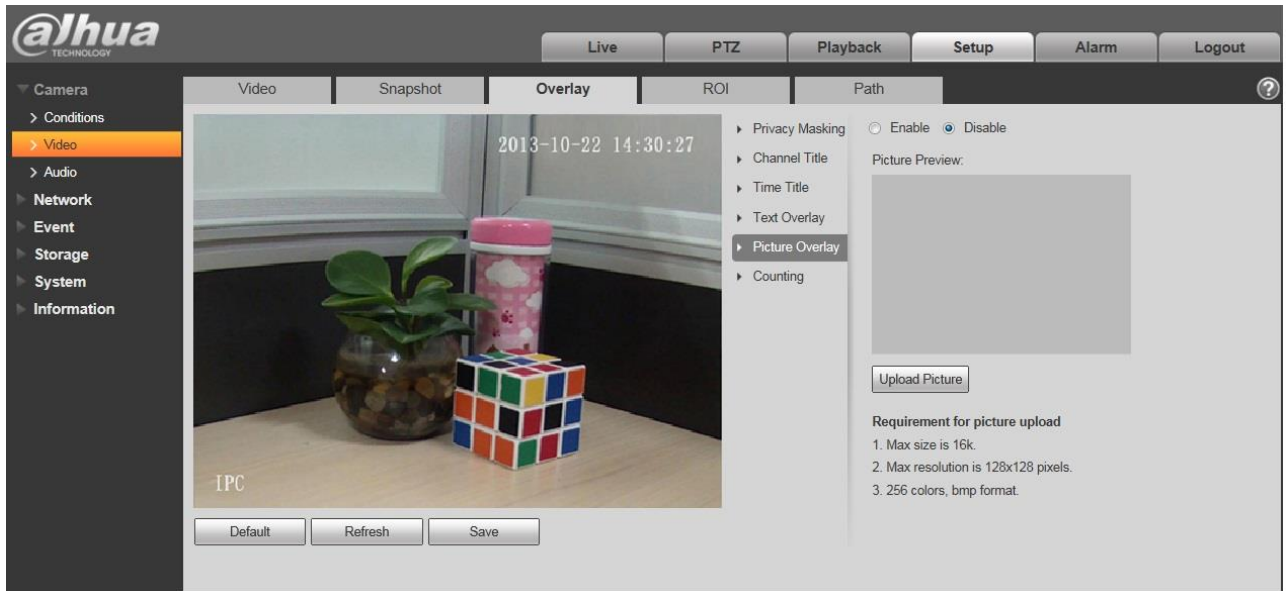 alhua
TECHNOLOGY
Live
PTZ
Playback
Setup
Alarm
Logout
Camera
Conditions
Video
Audio
Network
Event
Storage
System
Information
Video
Snapshot
Overlay
ROI
Path
?
2013-10-22 14:30:27
IPC
Default
Refresh
Save
Privacy Masking
Channel Title
Time Title
Text Overlay
Picture Overlay
Counting
Enable
Disable
Picture Preview:
Upload Picture
Requirement for picture upload
1. Max size is 16k.
2. Max resolution is 128x128 pixels.
3. 256 colors, bmp format.